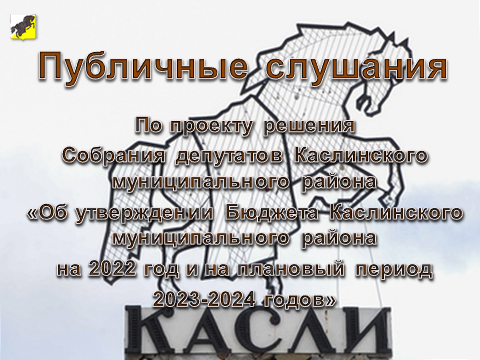 Публичные слушания
По проекту решения
Собрания депутатов Каслинского
муниципального района
«Об утверждении Бюджета Каслинского
муниципального района
на 2022 год и на плановый период
2023-2024 годов»
КАСЛИ